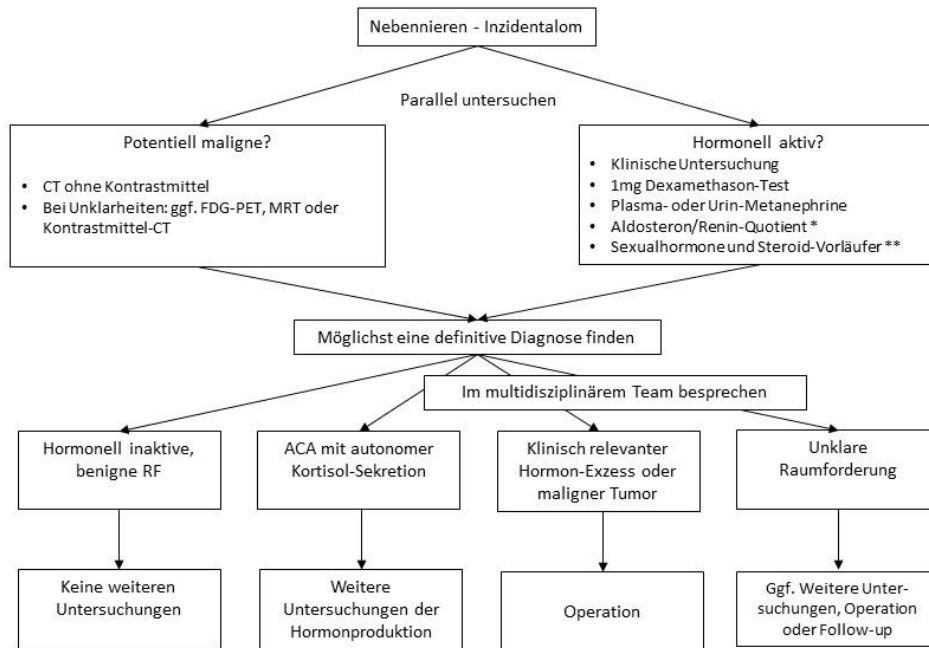 Nebennieren - Inzidentalom
Parallel untersuchen
Potentiell maligne?
• CT ohne Kontrastmittel
• Bei Unklarheiten: ggf. FDG-PET, MRT oder
Kontrastmittel-CT
Hormonell aktiv?
• Klinische Untersuchung
• 1mg Dexamethason-Test
• Plasma- oder Urin-Metanephrine
• Aldosteron/Renin-Quotient *
• Sexualhormone und Steroid-Vorläufer **
Möglichst eine definitive Diagnose finden
Im multidisziplinärem Team besprechen
Hormonell inaktive,
benigne RF
ACA mit autonomer
Kortisol-Sekretion
Klinisch relevanter
Hormon-Exzess oder
maligner Tumor
Unklare
Raumforderung
Keine weiteren
Untersuchungen
Weitere
Untersuchungen der
Hormonproduktion
Operation
Ggf. Weitere Unter-
suchungen, Operation
oder Follow-up